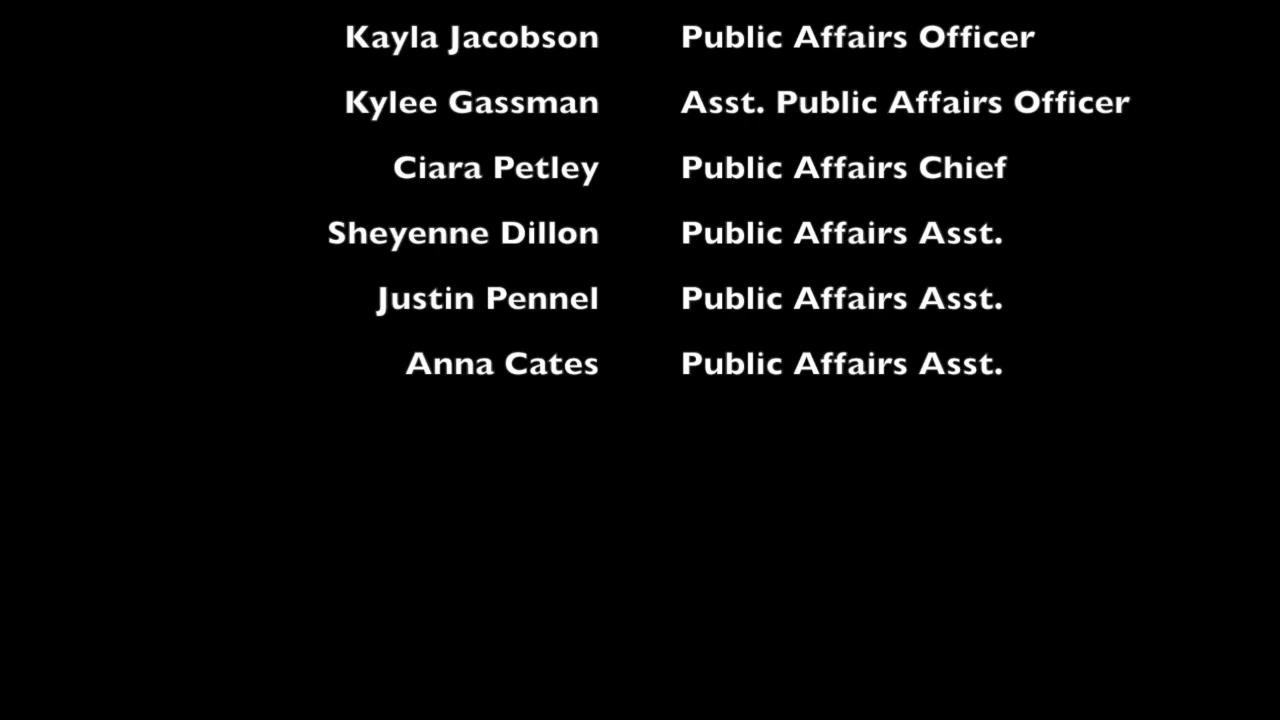 Kayla Jacobson Public Affairs Officer
Kylee Gassman Asst. Public Affairs Officer
Ciara Petley Public Affairs Chief
Sheyenne Dillon Public Affairs Asst.
Justin Pennel Public Affairs Asst.
Anna Cates Public Affairs Asst.